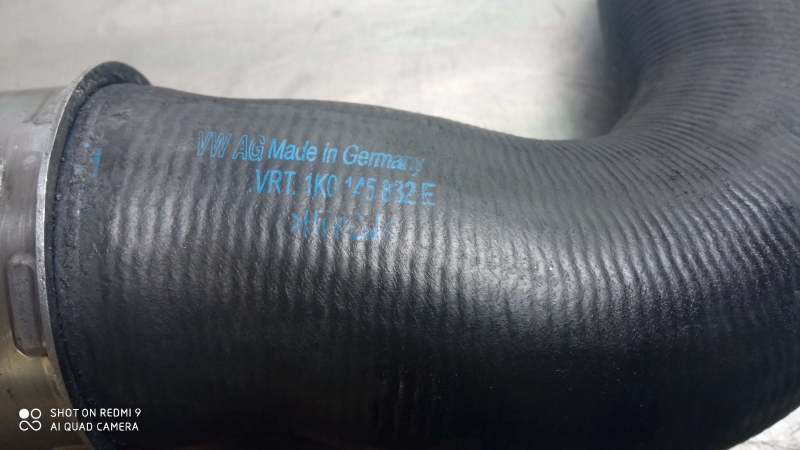 VW AG Made in Germany
VRT. 1K0 145 832 E
SHOT ON REDMI 9
AI QUAD CAMERA